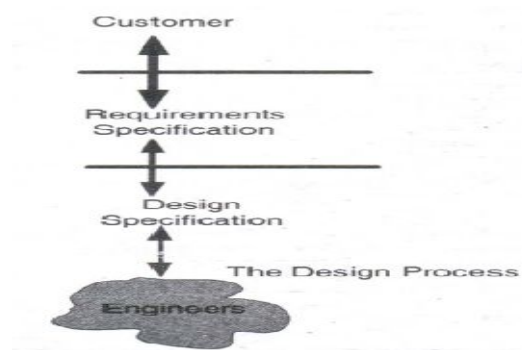 Customer
Requirements
Specification
Design
Specification
The Design Process
Engineers